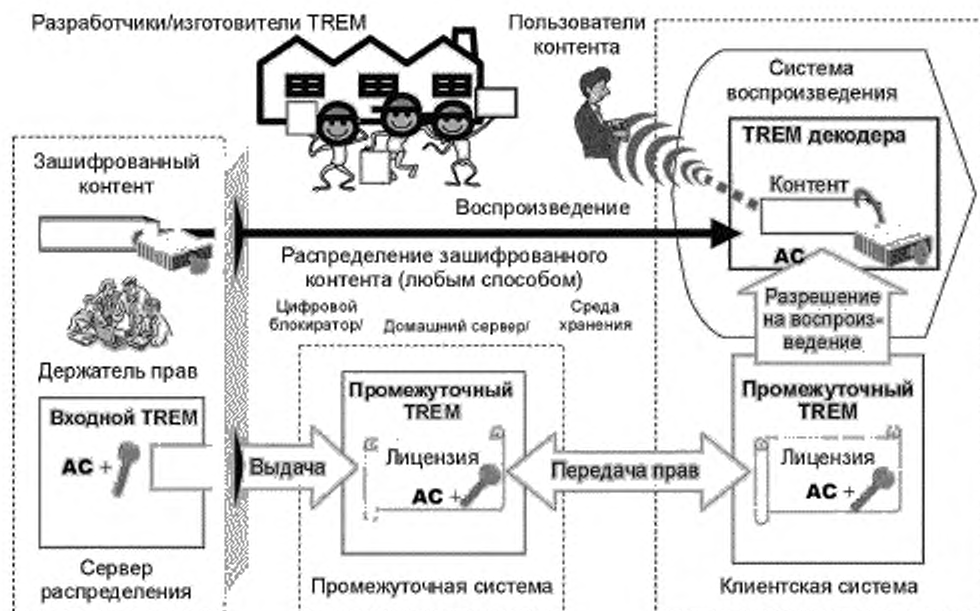 Разработчики/изготовители TREM
Пользователи
контента
Система
воспроизведения
TREM декодера
Контент
АС
Зашифрованный
контент
Воспроизведение
Распределение зашифрованного
контента (любым способом)
Цифровой
блокиратор/
Домашний сервер/
Среда
хранения
Разрешение
на воспроиз-
ведение
Держатель прав
Входной TREM
АС +
Выдача
Промежуточный
TREM
Лицензия
АС +
Передача прав
Промежуточный
TREM
Лицензия
АС +
Сервер
распределения
Промежуточная система
Клиентская система